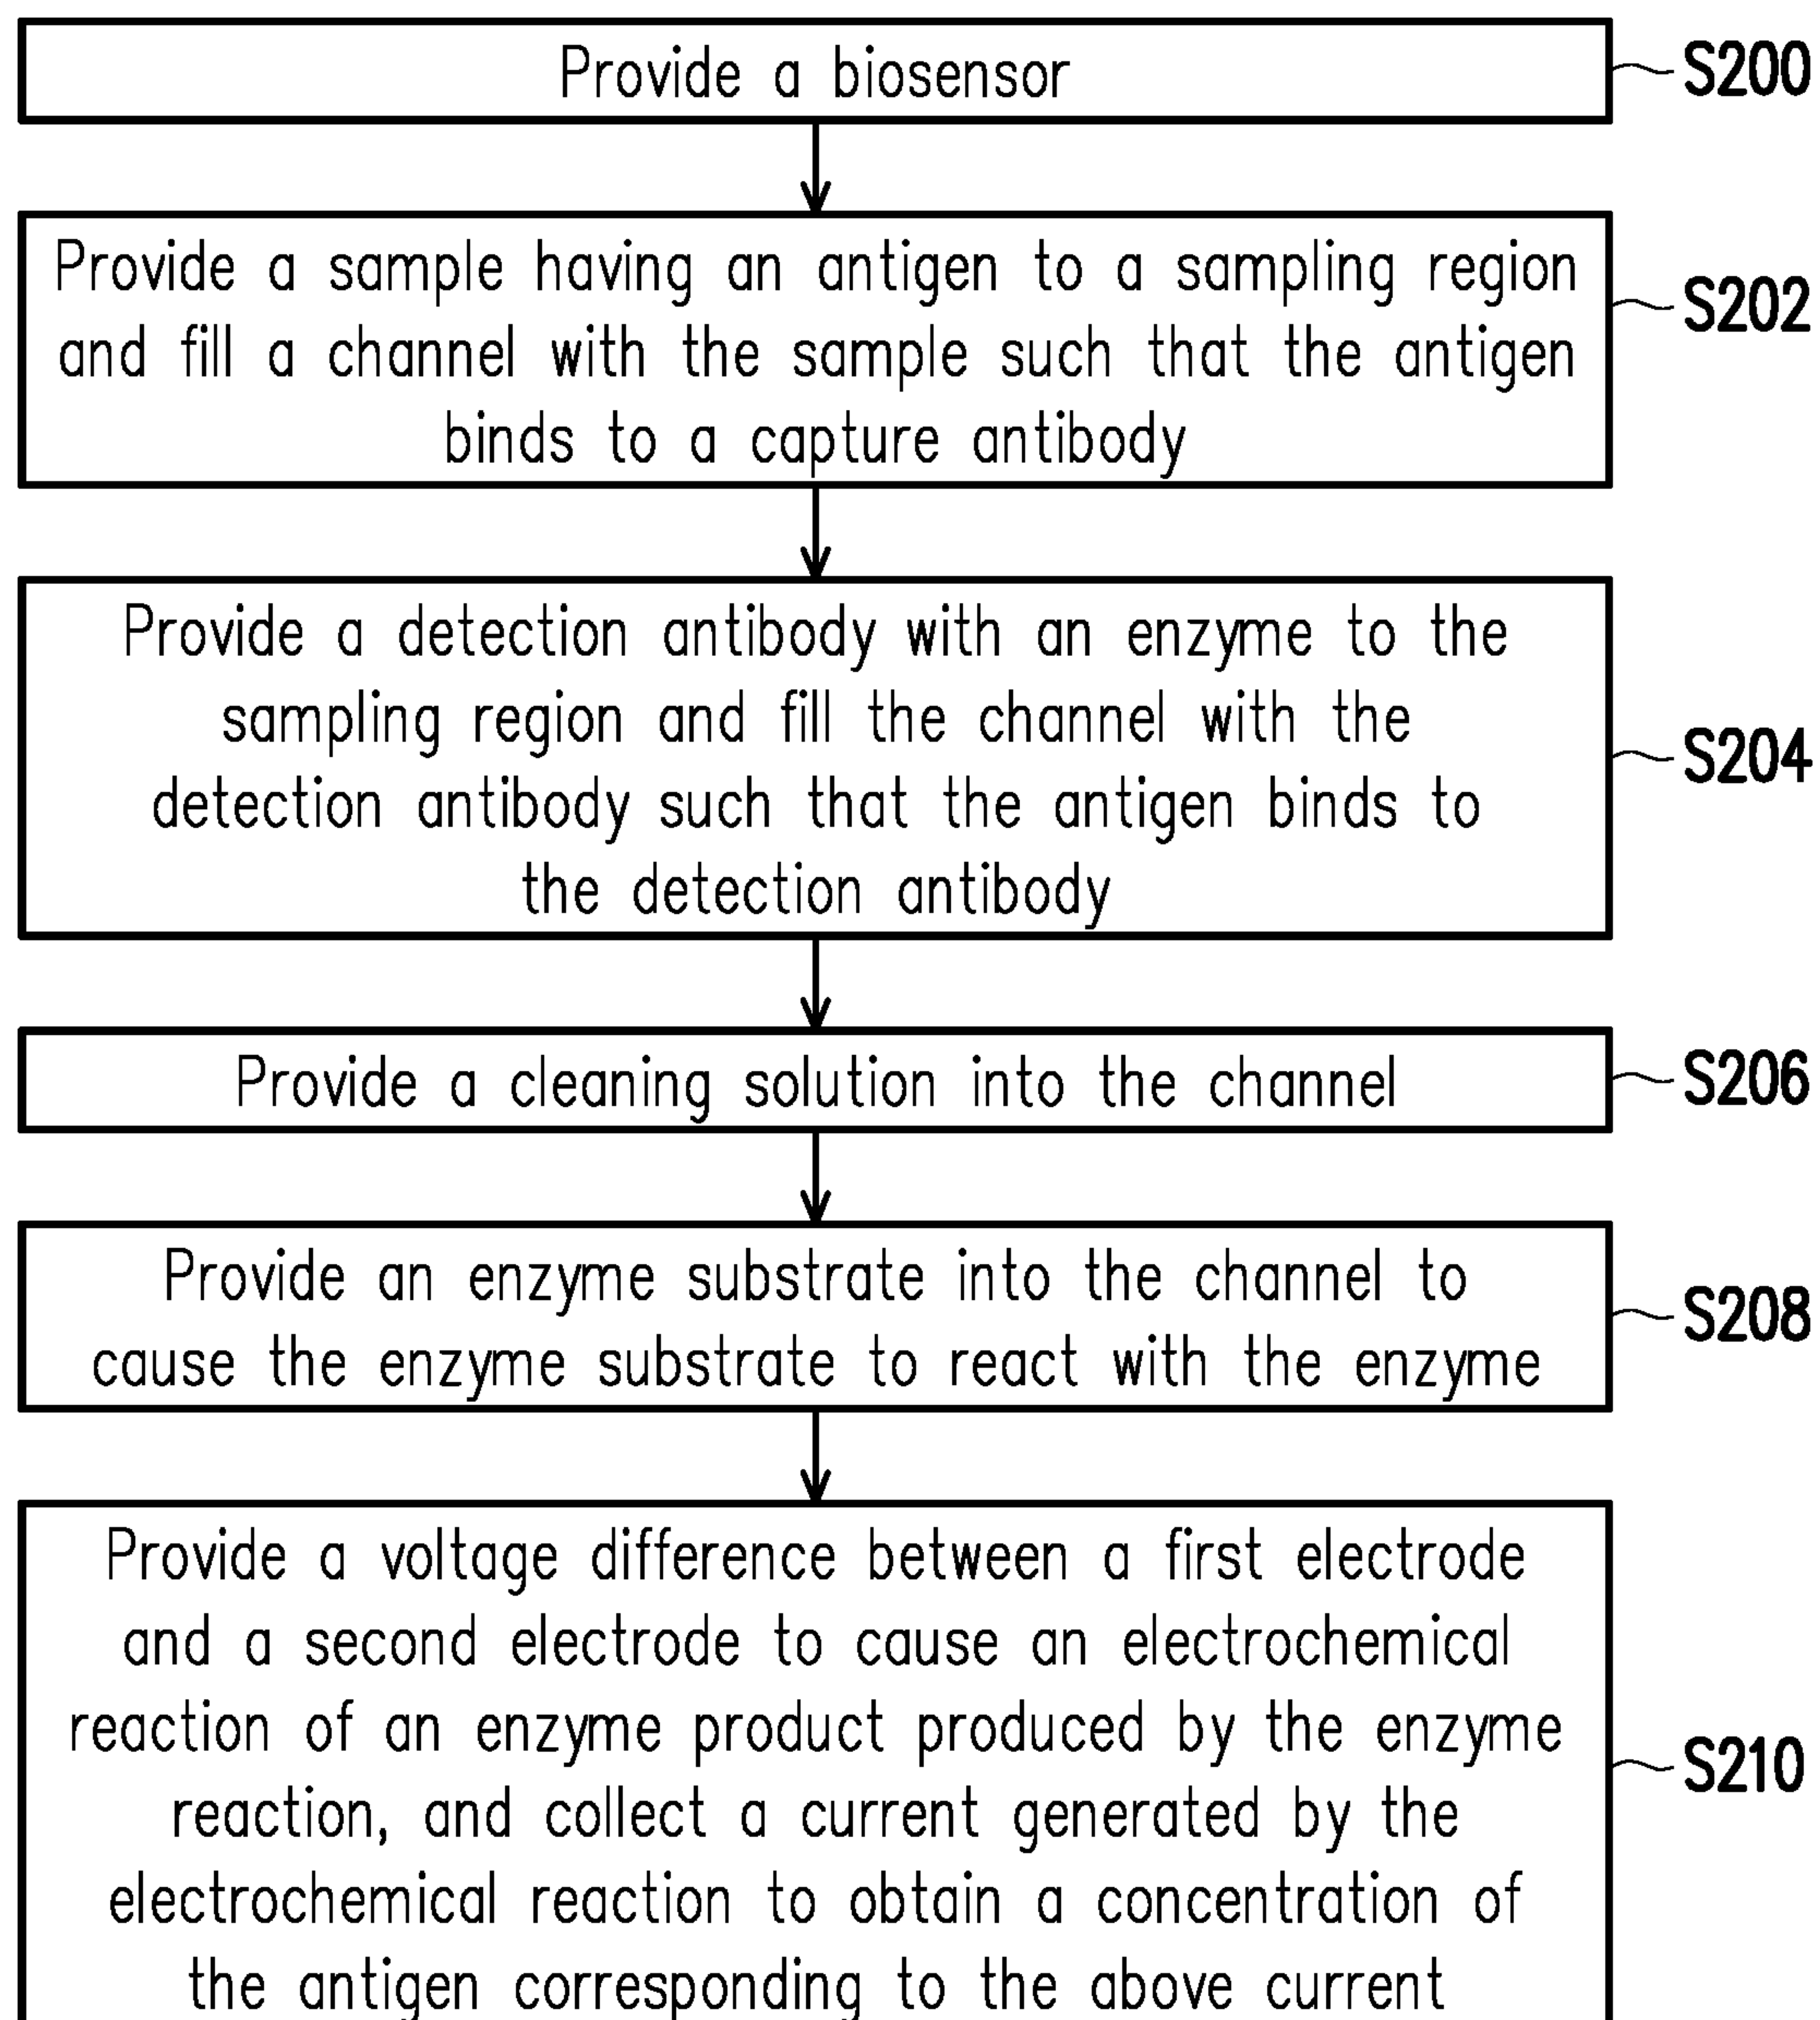 Provide a biosensor
S200
Provide a sample having an antigen to a sampling region
and fill a channel with the sample such that the antigen
binds to a capture antibody
S202
Provide a detection antibody with an enzyme to the
sampling region and fill the channel with the
detection antibody such that the antigen binds to
the detection antibody
S204
Provide a cleaning solution into the channel
S206
Provide an enzyme substrate into the channel to
cause the enzyme substrate to react with the enzyme
S208
Provide a voltage difference between a first electrode
and a second electrode to cause an electrochemical
reaction of an enzyme product produced by the enzyme
reaction, and collect a current generated by the
electrochemical reaction to obtain a concentration of
the antigen corresponding to the above current
S210